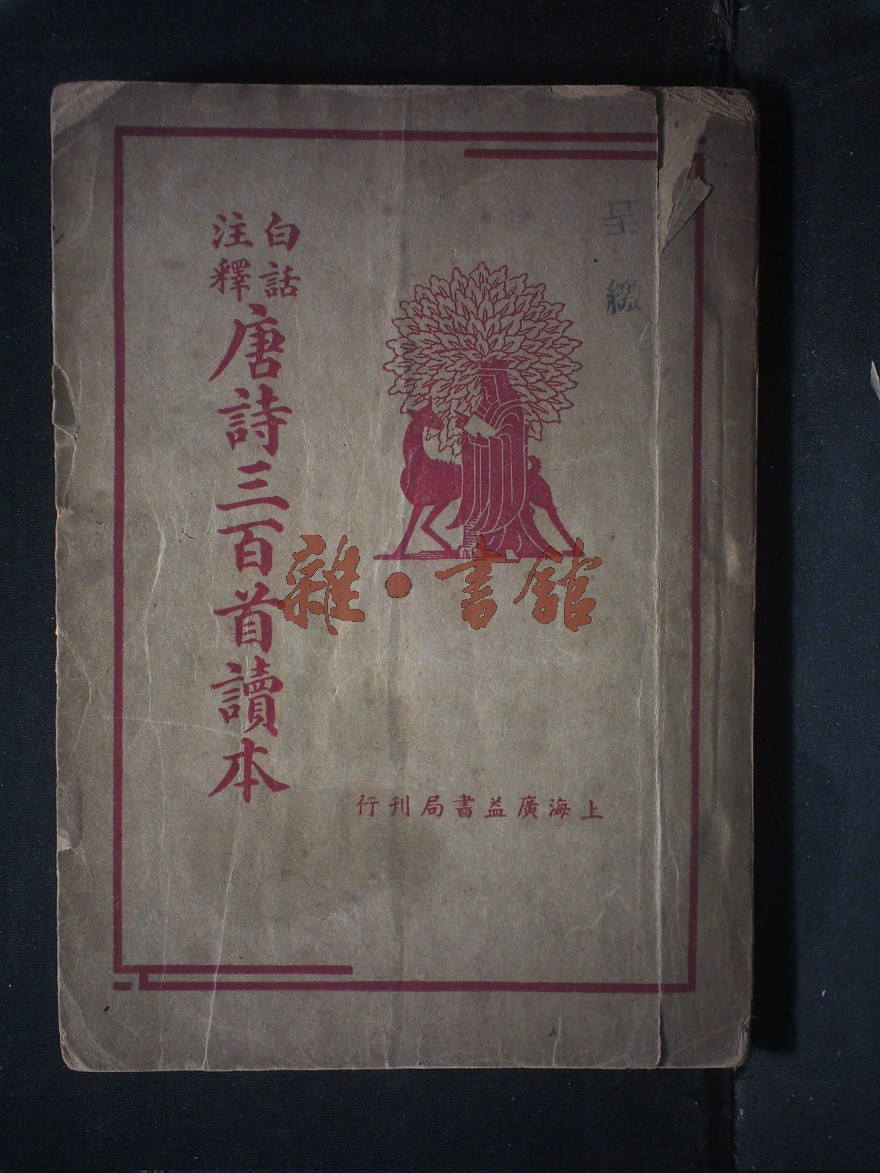 白話
注釋
唐詩三百首讀本
上海廣益書局刊行
雜·書館